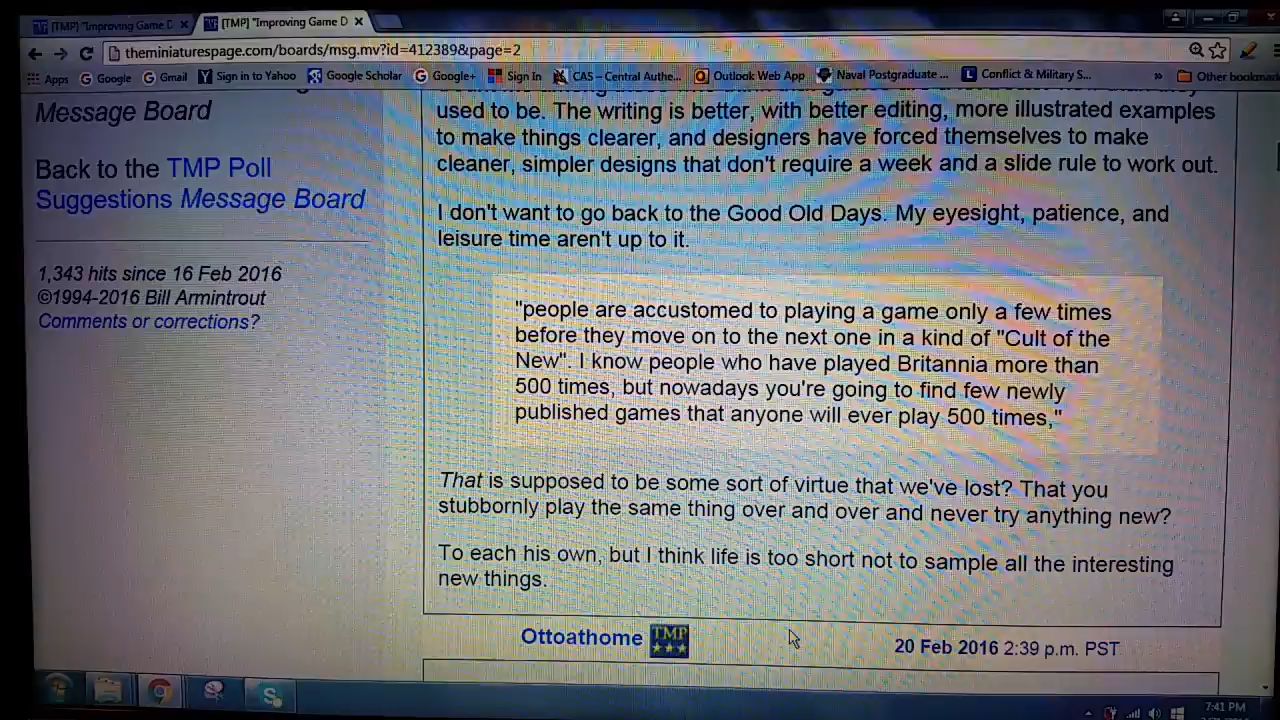 [TMP] "Improving Game D
[TMP] "Improving Game D
theminiaturespage.com/boards/msg.mv?id=412389&page=2
Apps Google Gmail Sign in to Yahoo Google Scholar Google+ Sign In CAS – Central Authe... Outlook Web App Naval Postgraduate ... Conflict & Military S... » Other bookma
Message Board
Back to the TMP Poll
Suggestions Message Board
1,343 hits since 16 Feb 2016
©1994-2016 Bill Armintrout
Comments or corrections?
used to be. The writing is better, with better editing, more illustrated examples
to make things clearer, and designers have forced themselves to make
cleaner, simpler designs that don't require a week and a slide rule to work out.
I don't want to go back to the Good Old Days. My eyesight, patience, and
leisure time aren't up to it.
"people are accustomed to playing a game only a few times
before they move on to the next one in a kind of "Cult of the
New". I know people who have played Britannia more than
500 times, but nowadays you're going to find few newly
published games that anyone will ever play 500 times,"
That is supposed to be some sort of virtue that we've lost? That you
stubbornly play the same thing over and over and never try anything new?
To each his own, but I think life is too short not to sample all the interesting
new things.
Ottoathome TMP 20 Feb 2016 2:39 p.m. PST
7:41 PM